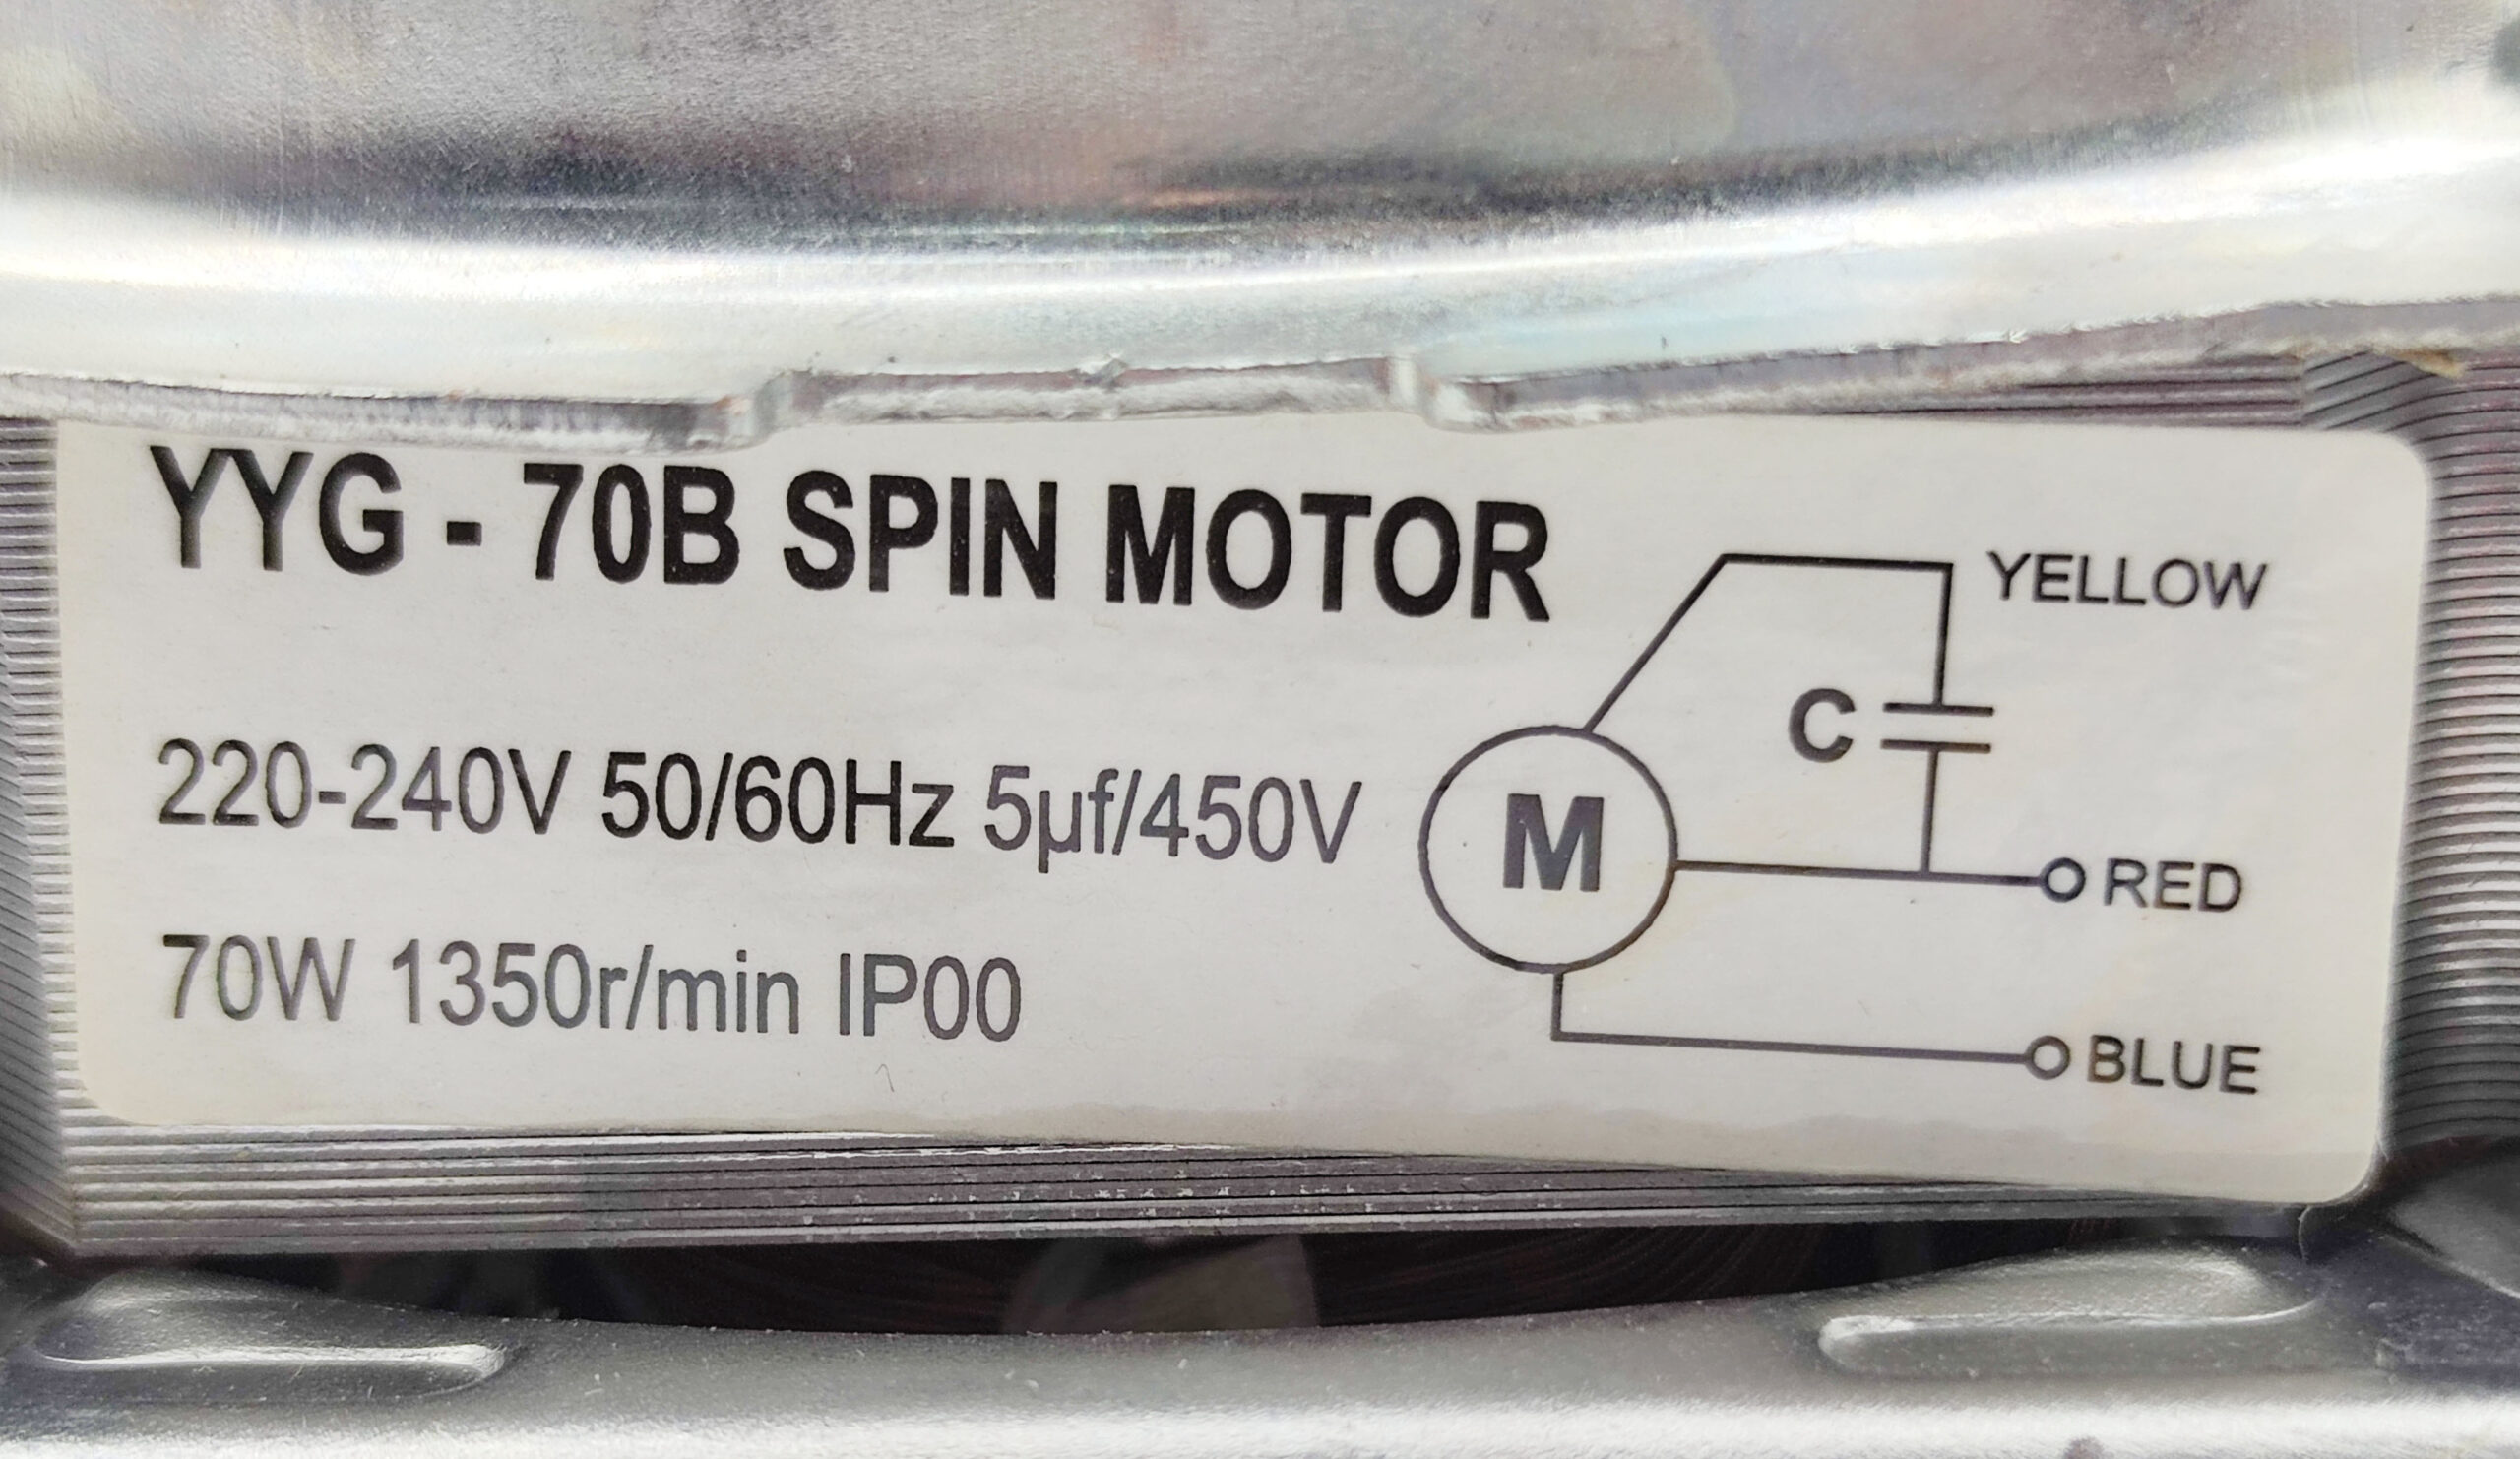 YYG - 70B SPIN MOTOR
220-240V 50/60Hz 5µf/450V
70W 1350r/min IP00
YELLOW
C
M
RED
BLUE